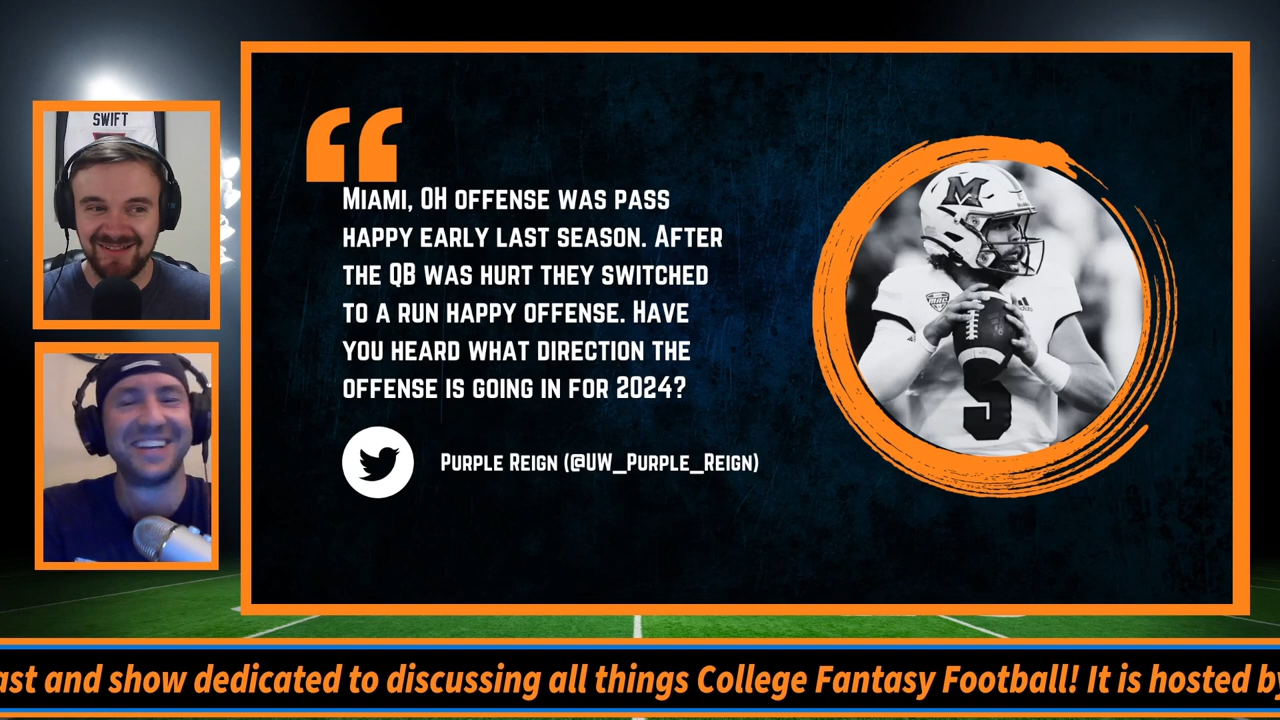 SWIFT
Miami, OH offense was pass
happy early last season. After
the QB was hurt they switched
to a run happy offense. Have
you heard what direction the
offense is going in for 2024?
Purple Reign (@UW_Purple_Reign)
M
MAC
adidas
5
ast and show dedicated to discussing all things College Fantasy Football! It is hosted by